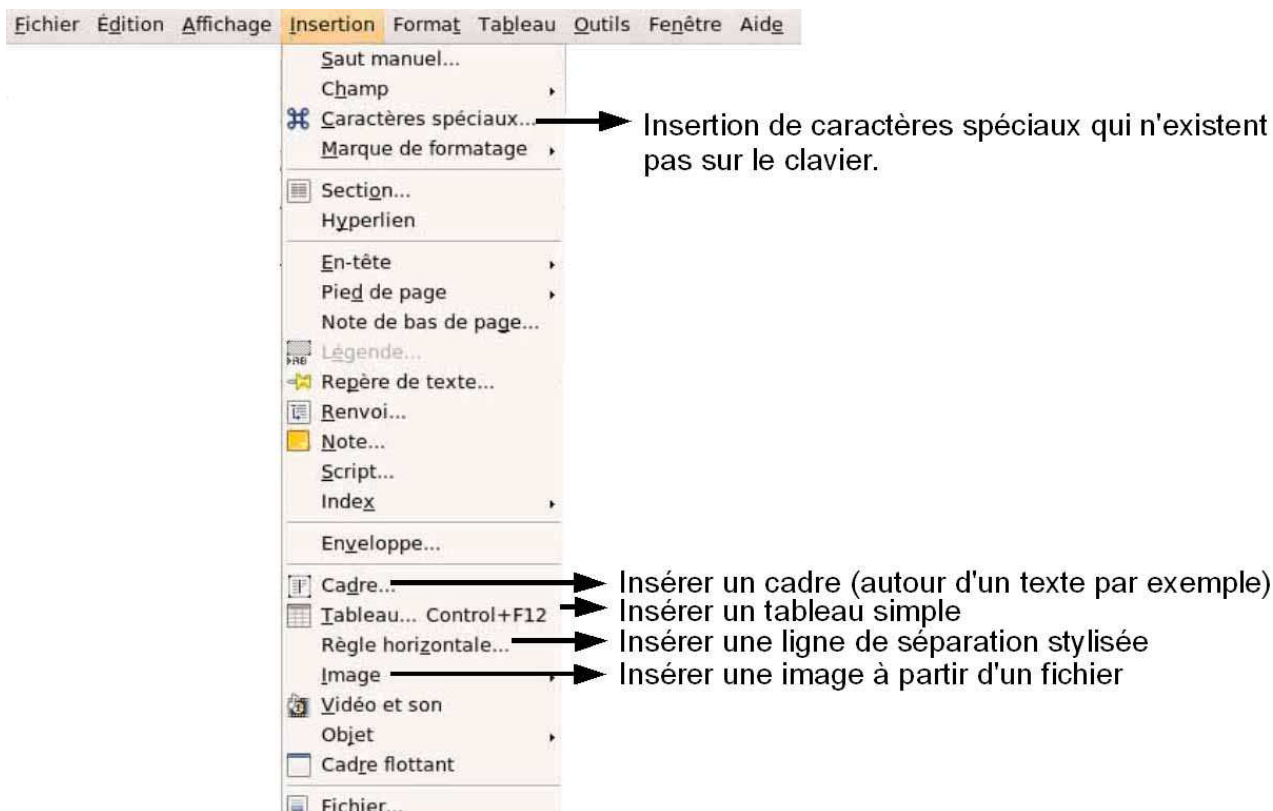 Fichier Édition Affichage Insertion Format Tableau Outils Fenêtre Aide
Saut manuel...
Champ
Caractères spéciaux...
Insertion de caractères spéciaux qui n'existent
pas sur le clavier.
Marque de formatage
Section...
Hyperlien
En-tête
Pied de page
Note de bas de page...
Légende...
Repère de texte...
Renvoi...
Note...
Script...
Index
Enveloppe...
Cadre... Insérer un cadre (autour d'un texte par exemple)
Tableau... Control+F12 Insérer un tableau simple
Règle horizontale... Insérer une ligne de séparation stylisée
Image Insérer une image à partir d'un fichier
Vidéo et son
Objet
Cadre flottant
Fichier...